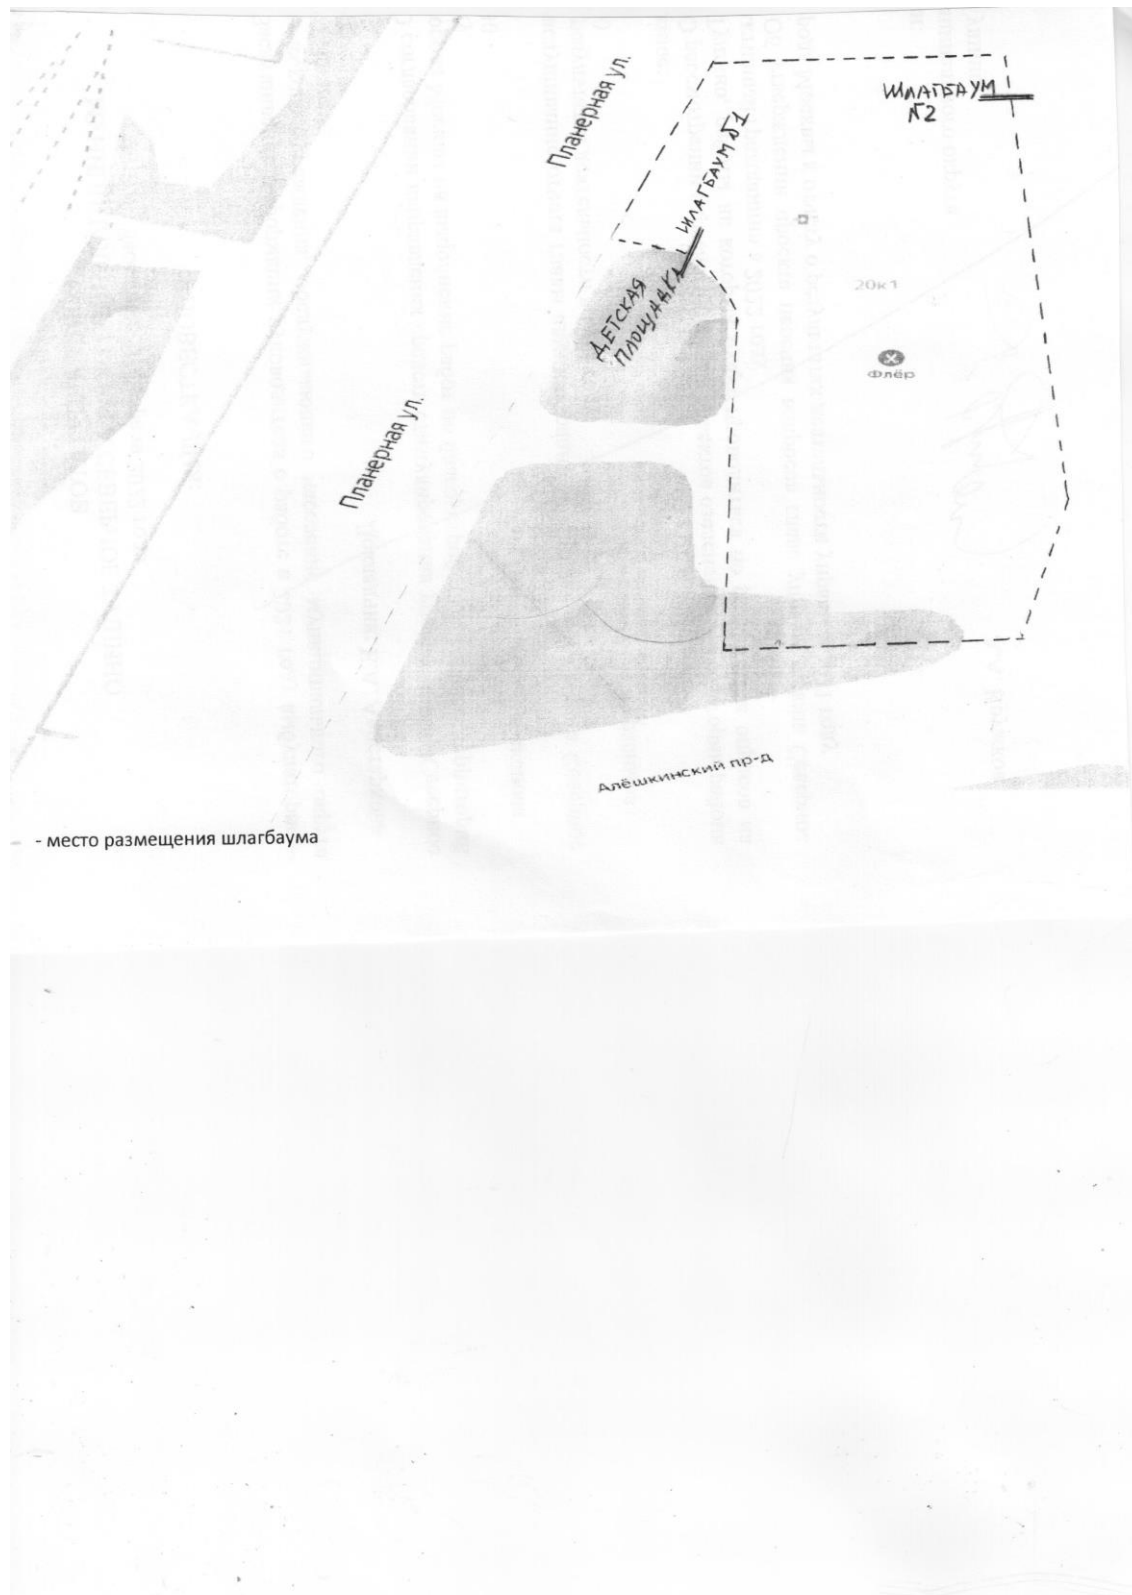 Планерная ул.
ШЛАГБАУМ
№2
ШЛАГБАУМ №1
20к1
ДЕТСКАЯ
ПЛОЩАДКА
Флёр
Планерная ул.
Алёшкинский пр-д
- место размещения шлагбаума